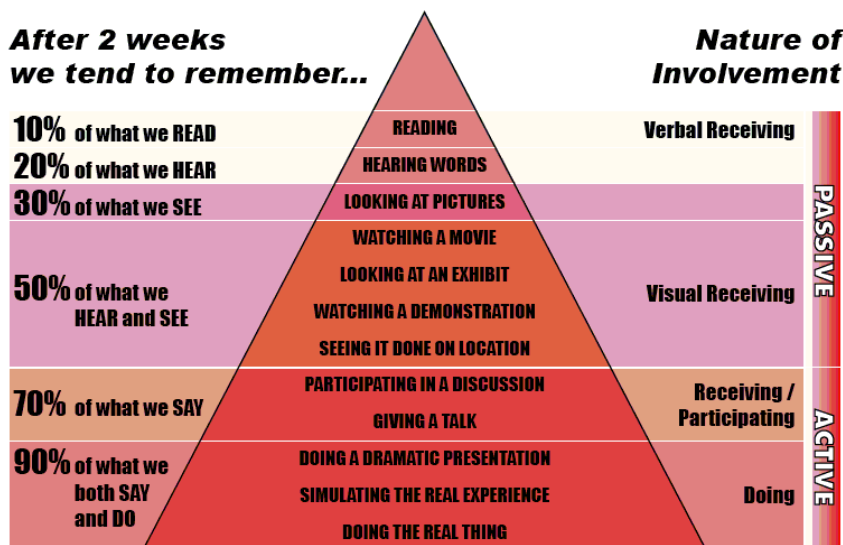 After 2 weeks
we tend to remember...
Nature of
Involvement
10% of what we READ
READING
Verbal Receiving
20% of what we HEAR
HEARING WORDS
30% of what we SEE
LOOKING AT PICTURES
WATCHING A MOVIE
LOOKING AT AN EXHIBIT
50% of what we
HEAR and SEE
WATCHING A DEMONSTRATION
SEEING IT DONE ON LOCATION
Visual Receiving
PASSIVE
PARTICIPATING IN A DISCUSSION
70% of what we SAY
GIVING A TALK
Receiving /
Participating
90% of what we
both SAY
and DO
DOING A DRAMATIC PRESENTATION
SIMULATING THE REAL EXPERIENCE
DOING THE REAL THING
Doing
ACTIVE